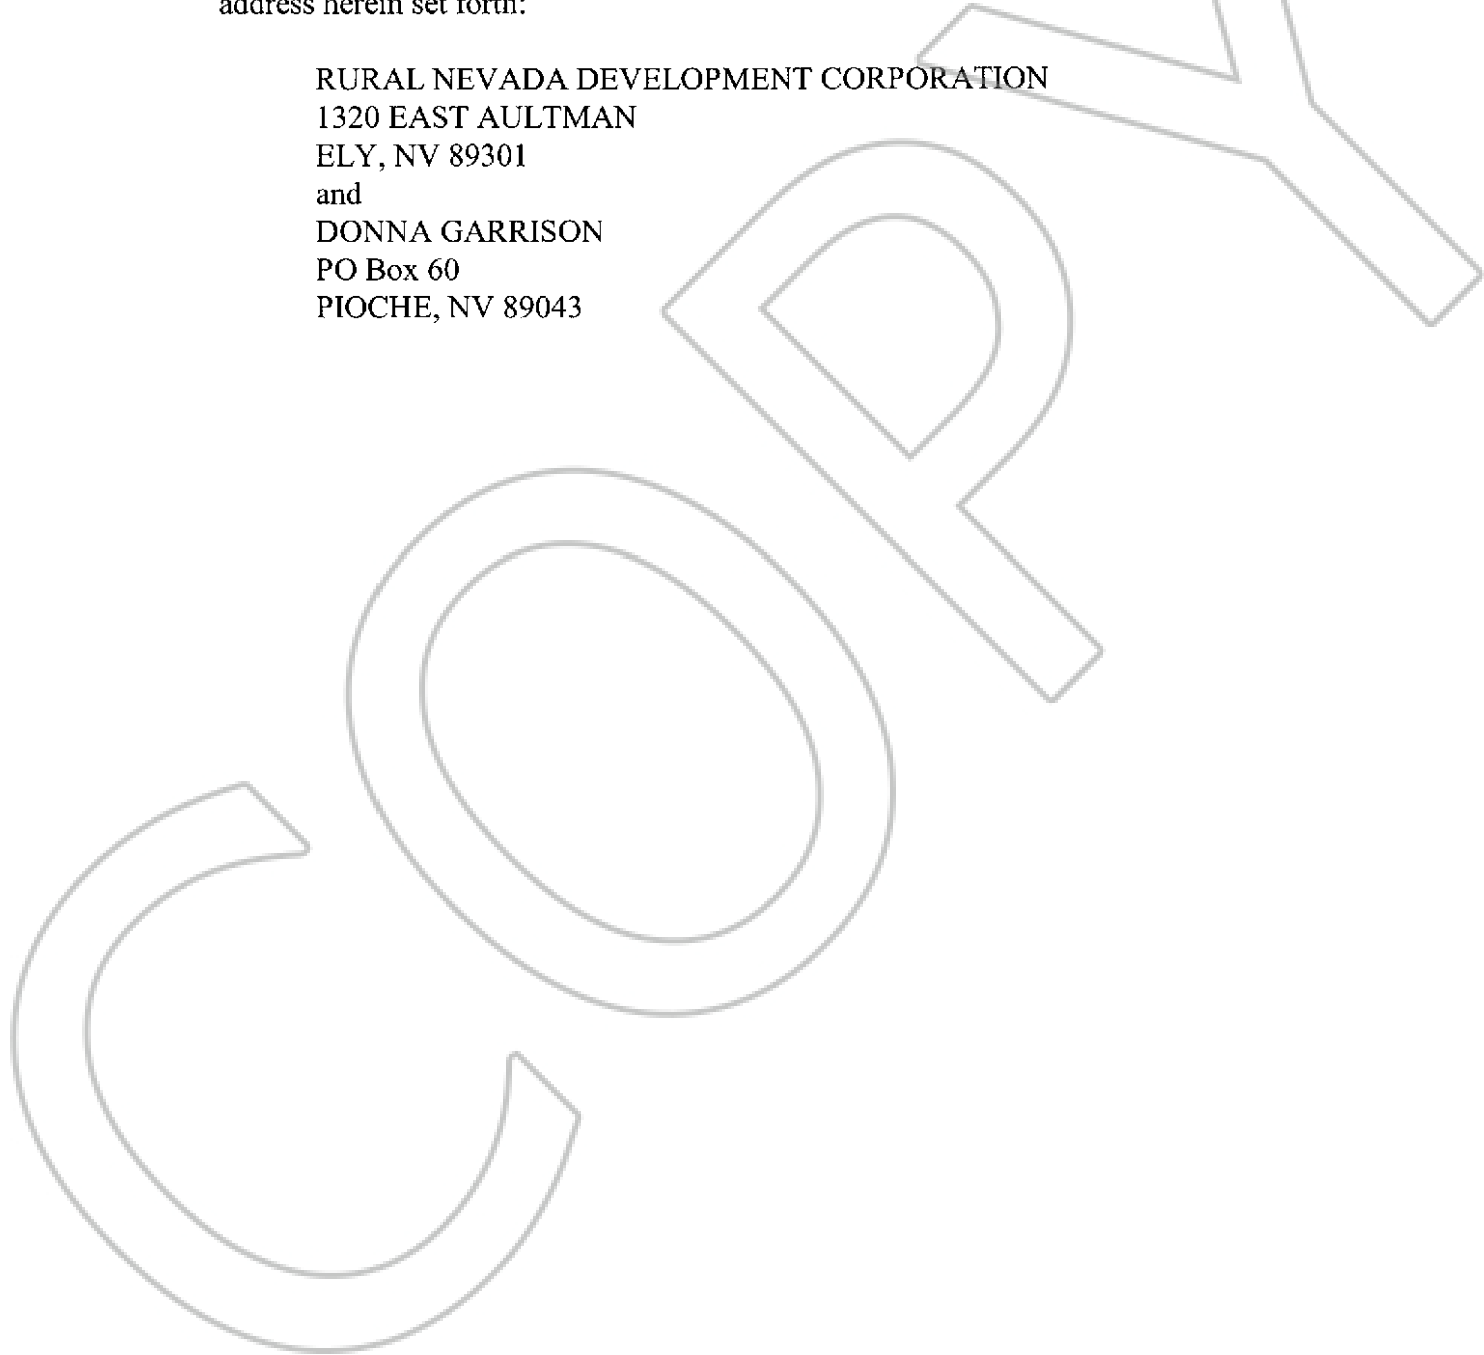 address herein set forth:
RURAL NEVADA DEVELOPMENT CORPORATION
1320 EAST AULTMAN
ELY, NV 89301
and
DONNA GARRISON
PO Box 60
PIOCHE, NV 89043
COPY